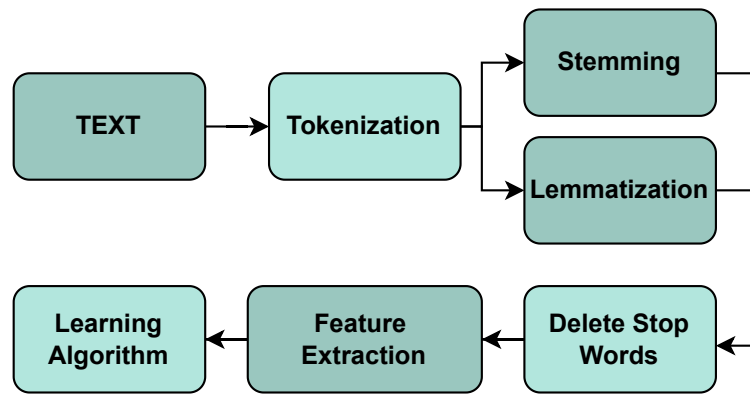 TEXT
Tokenization
Stemming
Lemmatization
Delete Stop
Words
Feature
Extraction
Learning
Algorithm